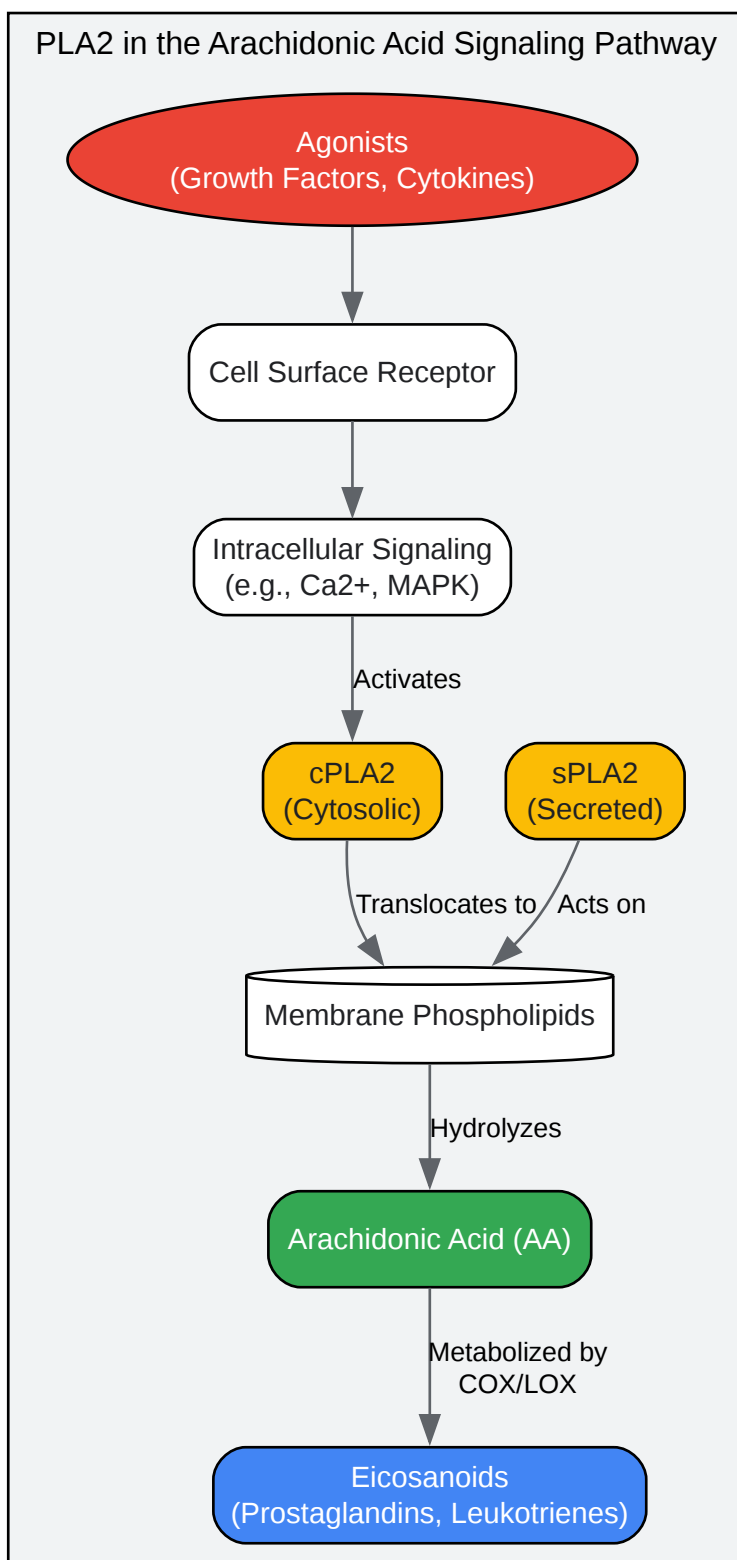 PLA2 in the Arachidonic Acid Signaling Pathway
Agonists
(Growth Factors, Cytokines)
Cell Surface Receptor
Intracellular Signaling
(e.g., Ca2+, MAPK)
Activates
cPLA2
(Cytosolic)
sPLA2
(Secreted)
Translocates to
Acts on
Membrane Phospholipids
Hydrolyzes
Arachidonic Acid (AA)
Metabolized by
COX/LOX
Eicosanoids
(Prostaglandins, Leukotrienes)